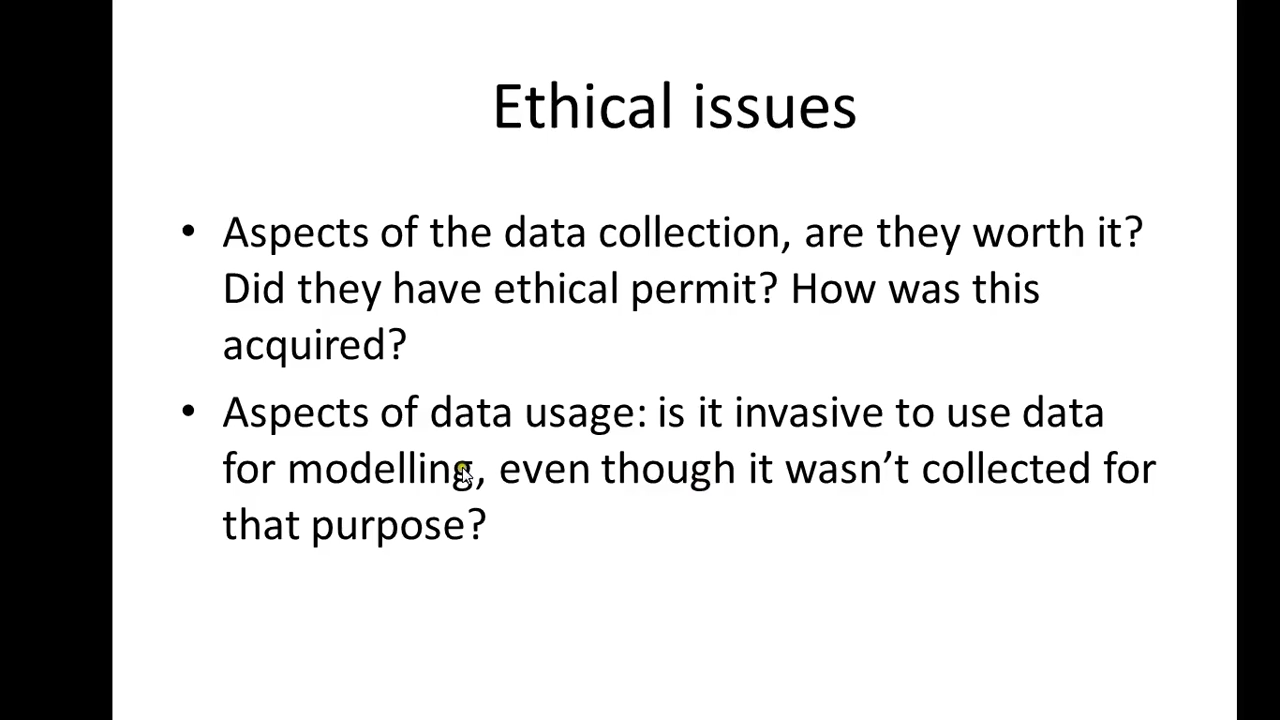 Ethical issues
• Aspects of the data collection, are they worth it?
Did they have ethical permit? How was this
acquired?
• Aspects of data usage: is it invasive to use data
for modelling, even though it wasn’t collected for
that purpose?